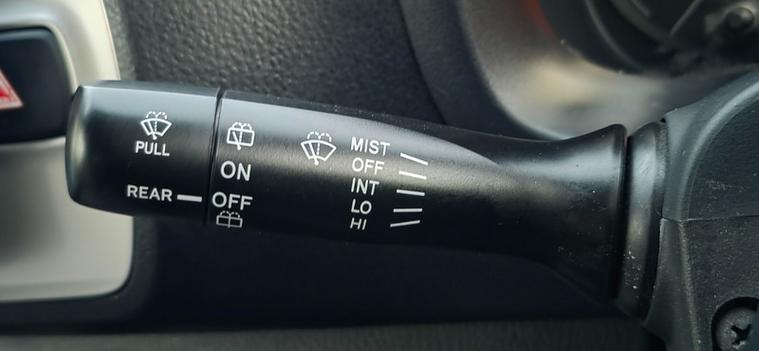 PULL
REAR
ON
OFF
MIST
OFF
INT
LO
HI